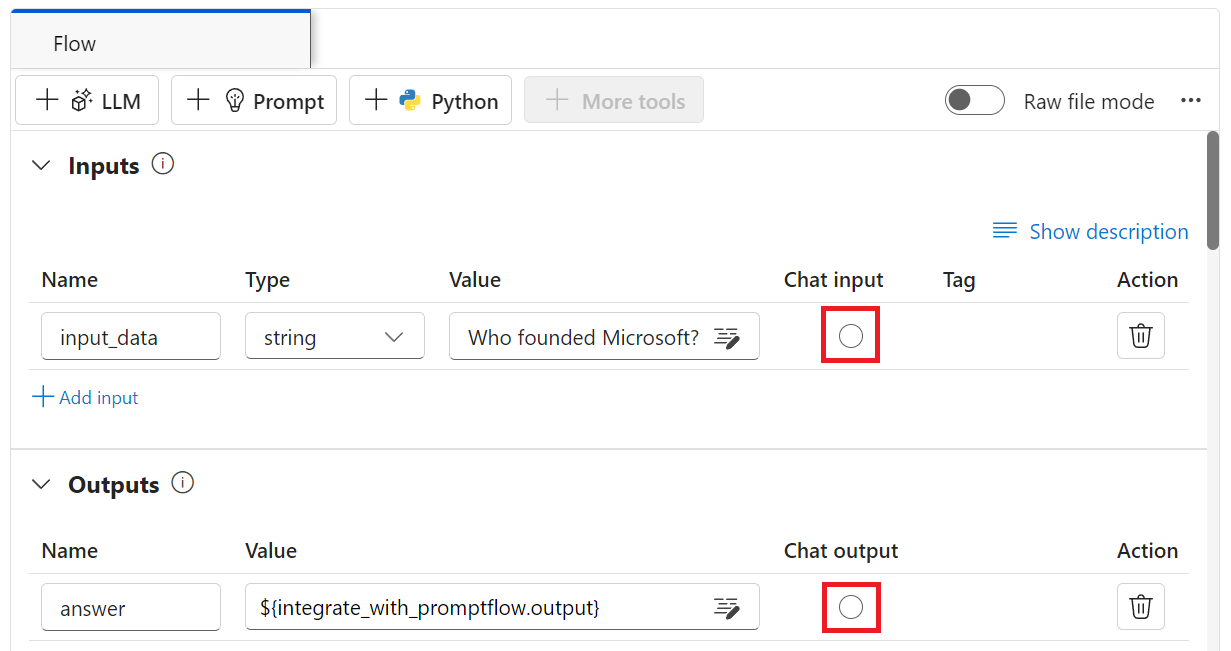 Flow
LLM Prompt Python More tools Raw file mode
Inputs
Show description
Name Type Value Chat input Tag Action
input_data string Who founded Microsoft?
Add input
Outputs
Name Value Chat output Action
answer ${integrate_with_promptflow.output}